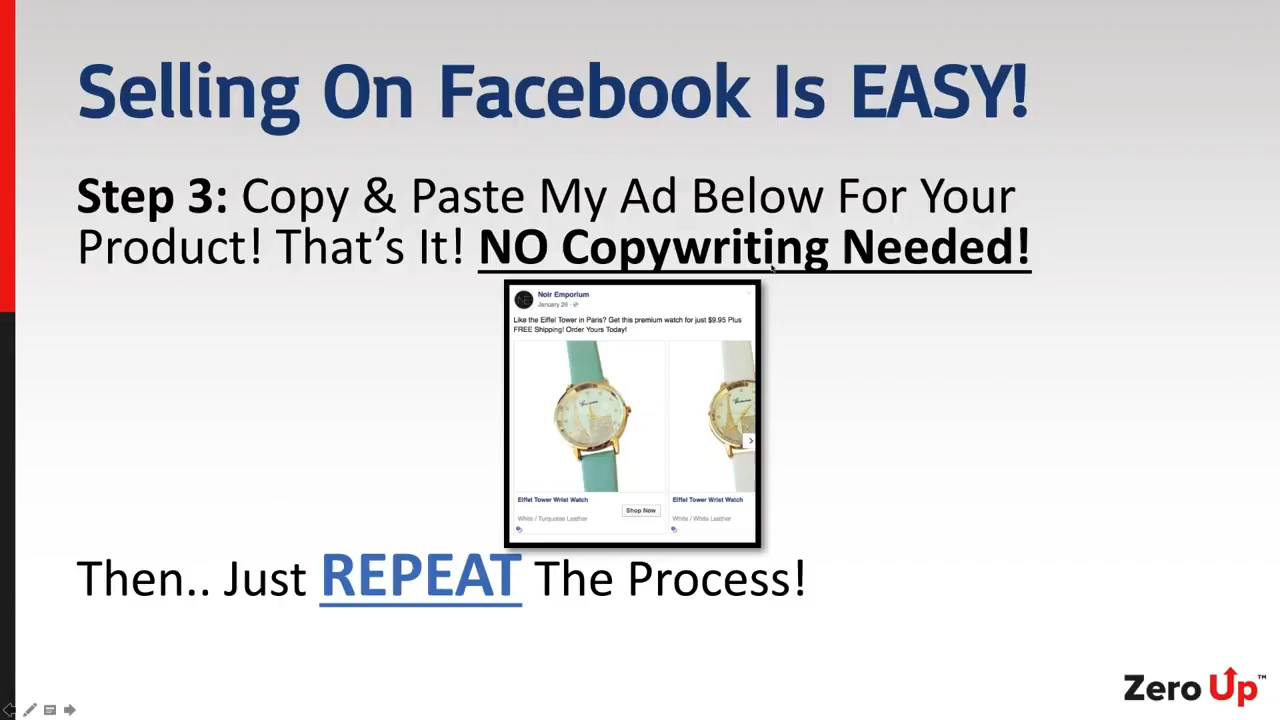 Selling On Facebook Is EASY!
Step 3: Copy & Paste My Ad Below For Your
Product! That's It! NO Copywriting Needed!
Noir Emporium
January 26
Like the Eiffel Tower in Paris? Get this premium watch for just $9.95 Plus
FREE Shipping! Order Yours Today!
Eiffel Tower Wrist Watch
White / Turquoise Leather
Shop Now
Eiffel Tower Wrist Watch
White / White Leather
Then.. Just REPEAT The Process!
Zero Up™